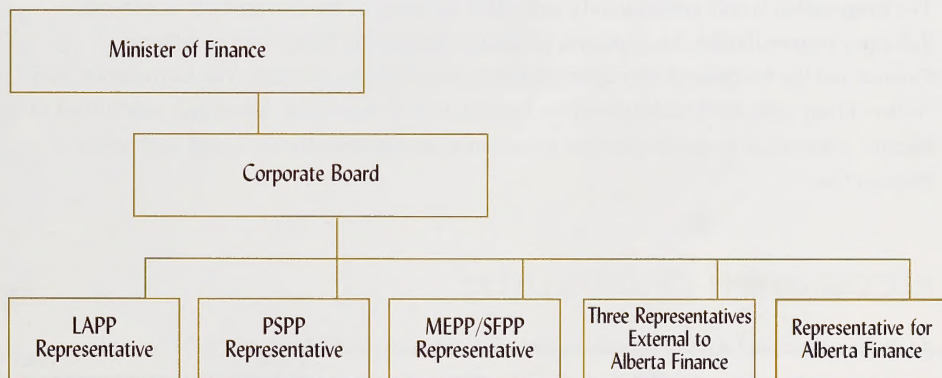 Minister of Finance
Corporate Board
LAPP
Representative
PSPP
Representative
MEPP/SFPP
Representative
Three Representatives
External to
Alberta Finance
Representative for
Alberta Finance